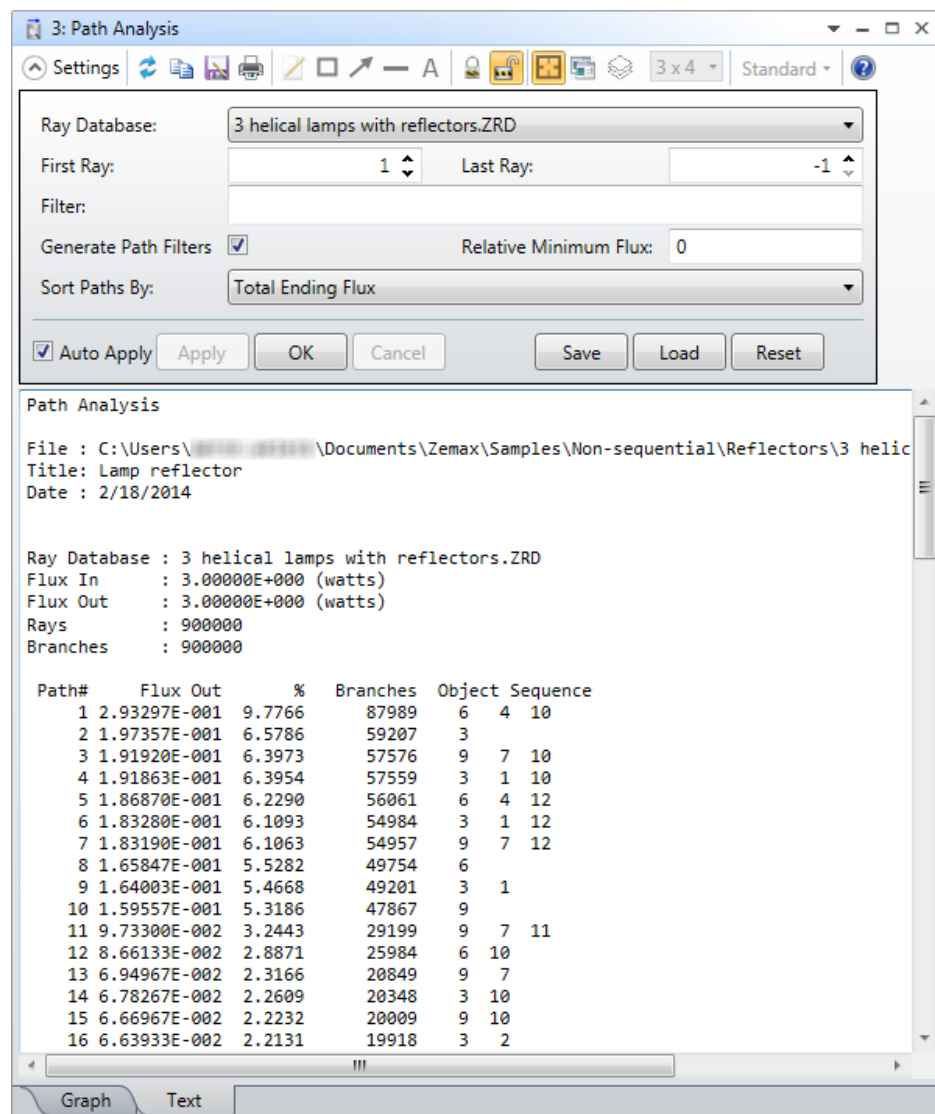 3: Path Analysis
Settings A 3 x 4 Standard
Ray Database: 3 helical lamps with reflectors.ZRD
First Ray: 1 Last Ray: -1
Filter:
Generate Path Filters Relative Minimum Flux: 0
Sort Paths By: Total Ending Flux
Auto Apply Apply OK Cancel Save Load Reset
Path Analysis
File : C:\Users\ \Documents\Zemax\Samples\Non-sequential\Reflectors\3 helic
Title: Lamp reflector
Date : 2/18/2014
Ray Database : 3 helical lamps with reflectors.ZRD
Flux In : 3.00000E+000 (watts)
Flux Out : 3.00000E+000 (watts)
Rays : 900000
Branches : 900000
Path# Flux Out % Branches Object Sequence
1 2.93297E-001 9.7766 87989 6 4 10
2 1.97357E-001 6.5786 59207 3
3 1.91920E-001 6.3973 57576 9 7 10
4 1.91863E-001 6.3954 57559 3 1 10
5 1.86870E-001 6.2290 56061 6 4 12
6 1.83280E-001 6.1093 54984 3 1 12
7 1.83190E-001 6.1063 54957 9 7 12
8 1.65847E-001 5.5282 49754 6
9 1.64003E-001 5.4668 49201 3 1
10 1.59557E-001 5.3186 47867 9
11 9.73300E-002 3.2443 29199 9 7 11
12 8.66133E-002 2.8871 25984 6 10
13 6.94967E-002 2.3166 20849 9 7
14 6.78267E-002 2.2609 20348 3 10
15 6.66967E-002 2.2232 20009 9 10
16 6.63933E-002 2.2131 19918 3 2
Graph Text